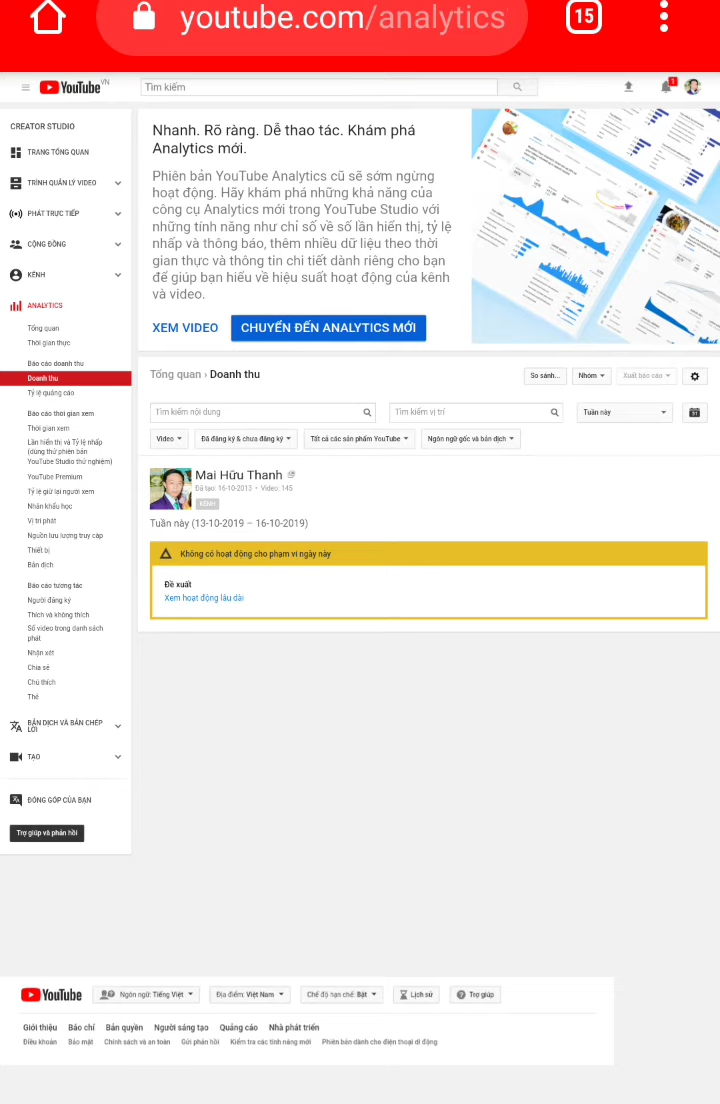 youtube.com/analytics
15
YouTube VN
Tìm kiếm
1
CREATOR STUDIO
TRANG TỔNG QUAN
TRÌNH QUẢN LÝ VIDEO
PHÁT TRỰC TIẾP
CỘNG ĐỒNG
KÊNH
ANALYTICS
Tổng quan
Thời gian thực
Báo cáo doanh thu
Doanh thu
Tỷ lệ quảng cáo
Báo cáo thời gian xem
Thời gian xem
Lần hiển thị và Tỷ lệ nhấp
(dùng thử phiên bản
YouTube Studio thử nghiệm)
YouTube Premium
Tỷ lệ giữ lại người xem
Nhân khẩu học
Vị trí phát
Nguồn lưu lượng truy cập
Thiết bị
Bản dịch
Báo cáo tương tác
Người đăng ký
Thích và không thích
Số video trong danh sách
phát
Nhận xét
Chia sẻ
Chú thích
Thẻ
BẢN DỊCH VÀ BẢN CHÉP
LỜI
TẠO
ĐÓNG GÓP CỦA BẠN
Trợ giúp và phản hồi
Nhanh. Rõ ràng. Dễ thao tác. Khám phá
Analytics mới.
Phiên bản YouTube Analytics cũ sẽ sớm ngừng
hoạt động. Hãy khám phá những khả năng của
công cụ Analytics mới trong YouTube Studio với
những tính năng như chỉ số về số lần hiển thị, tỷ lệ
nhấp và thông báo, thêm nhiều dữ liệu theo thời
gian thực và thông tin chi tiết dành riêng cho bạn
để giúp bạn hiểu về hiệu suất hoạt động của kênh
và video.
XEM VIDEO CHUYỂN ĐẾN ANALYTICS MỚI
Tổng quan › Doanh thu
So sánh... Nhóm Xuất báo cáo
Tìm kiếm nội dung Tìm kiếm vị trí Tuần này
Video Đã đăng ký & chưa đăng ký Tất cả các sản phẩm YouTube Ngôn ngữ gốc và bản dịch
Mai Hữu Thanh
Đã tạo: 16-10-2013 • Video: 145
KÊNH
Tuần này (13-10-2019 – 16-10-2019)
Không có hoạt động cho phạm vi ngày này
Đề xuất
Xem hoạt động lâu dài
YouTube Ngôn ngữ: Tiếng Việt Địa điểm: Việt Nam Chế độ hạn chế: Bật Lịch sử Trợ giúp
Giới thiệu Báo chí Bản quyền Người sáng tạo Quảng cáo Nhà phát triển
Điều khoản Bảo mật Chính sách và an toàn Gửi phản hồi Kiểm tra các tính năng mới Phiên bản dành cho điện thoại di động